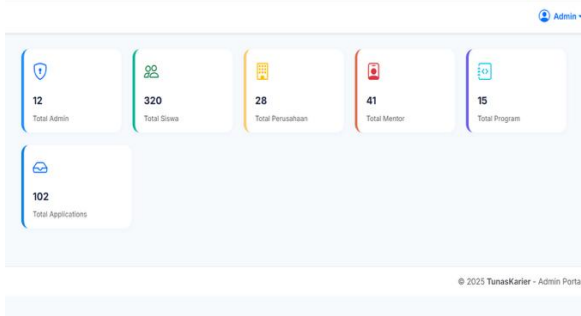 Admin
12
Total Admin
320
Total Siswa
28
Total Perusahaan
41
Total Mentor
15
Total Program
102
Total Applications
© 2025 TunasKarier - Admin Porta